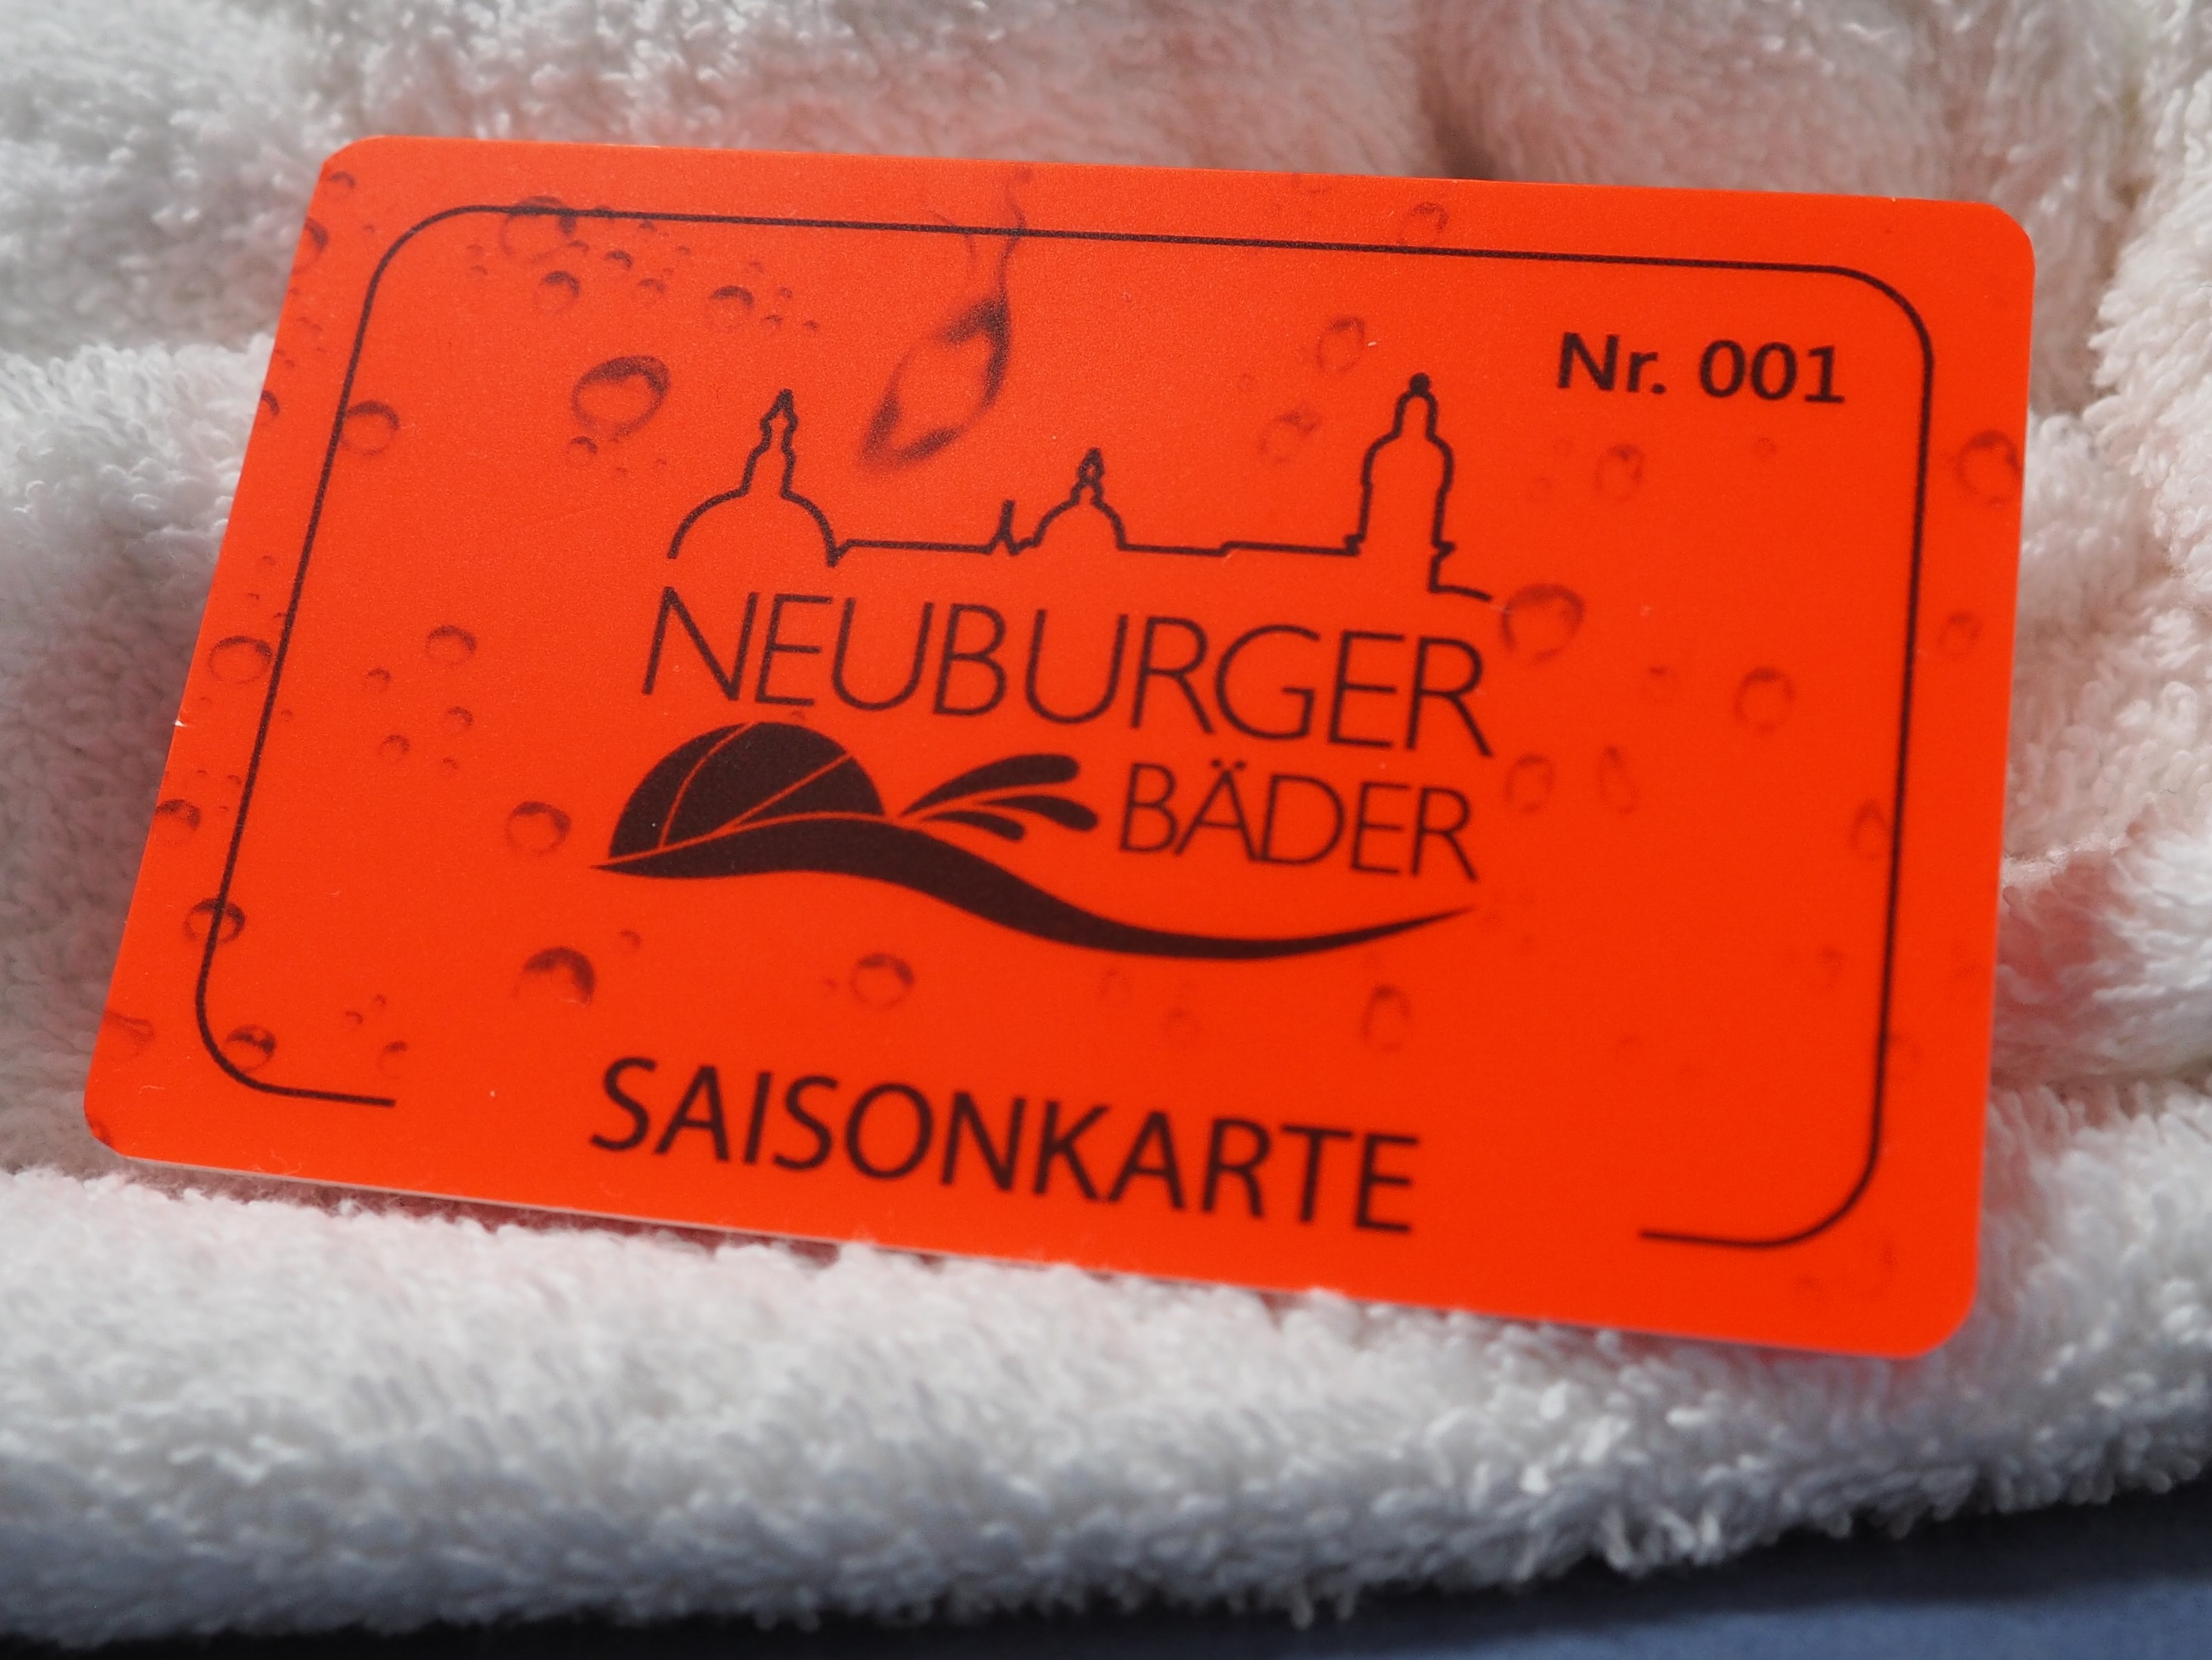 Nr. 001
NEUBURGER
BÄDER
SAISONKARTE